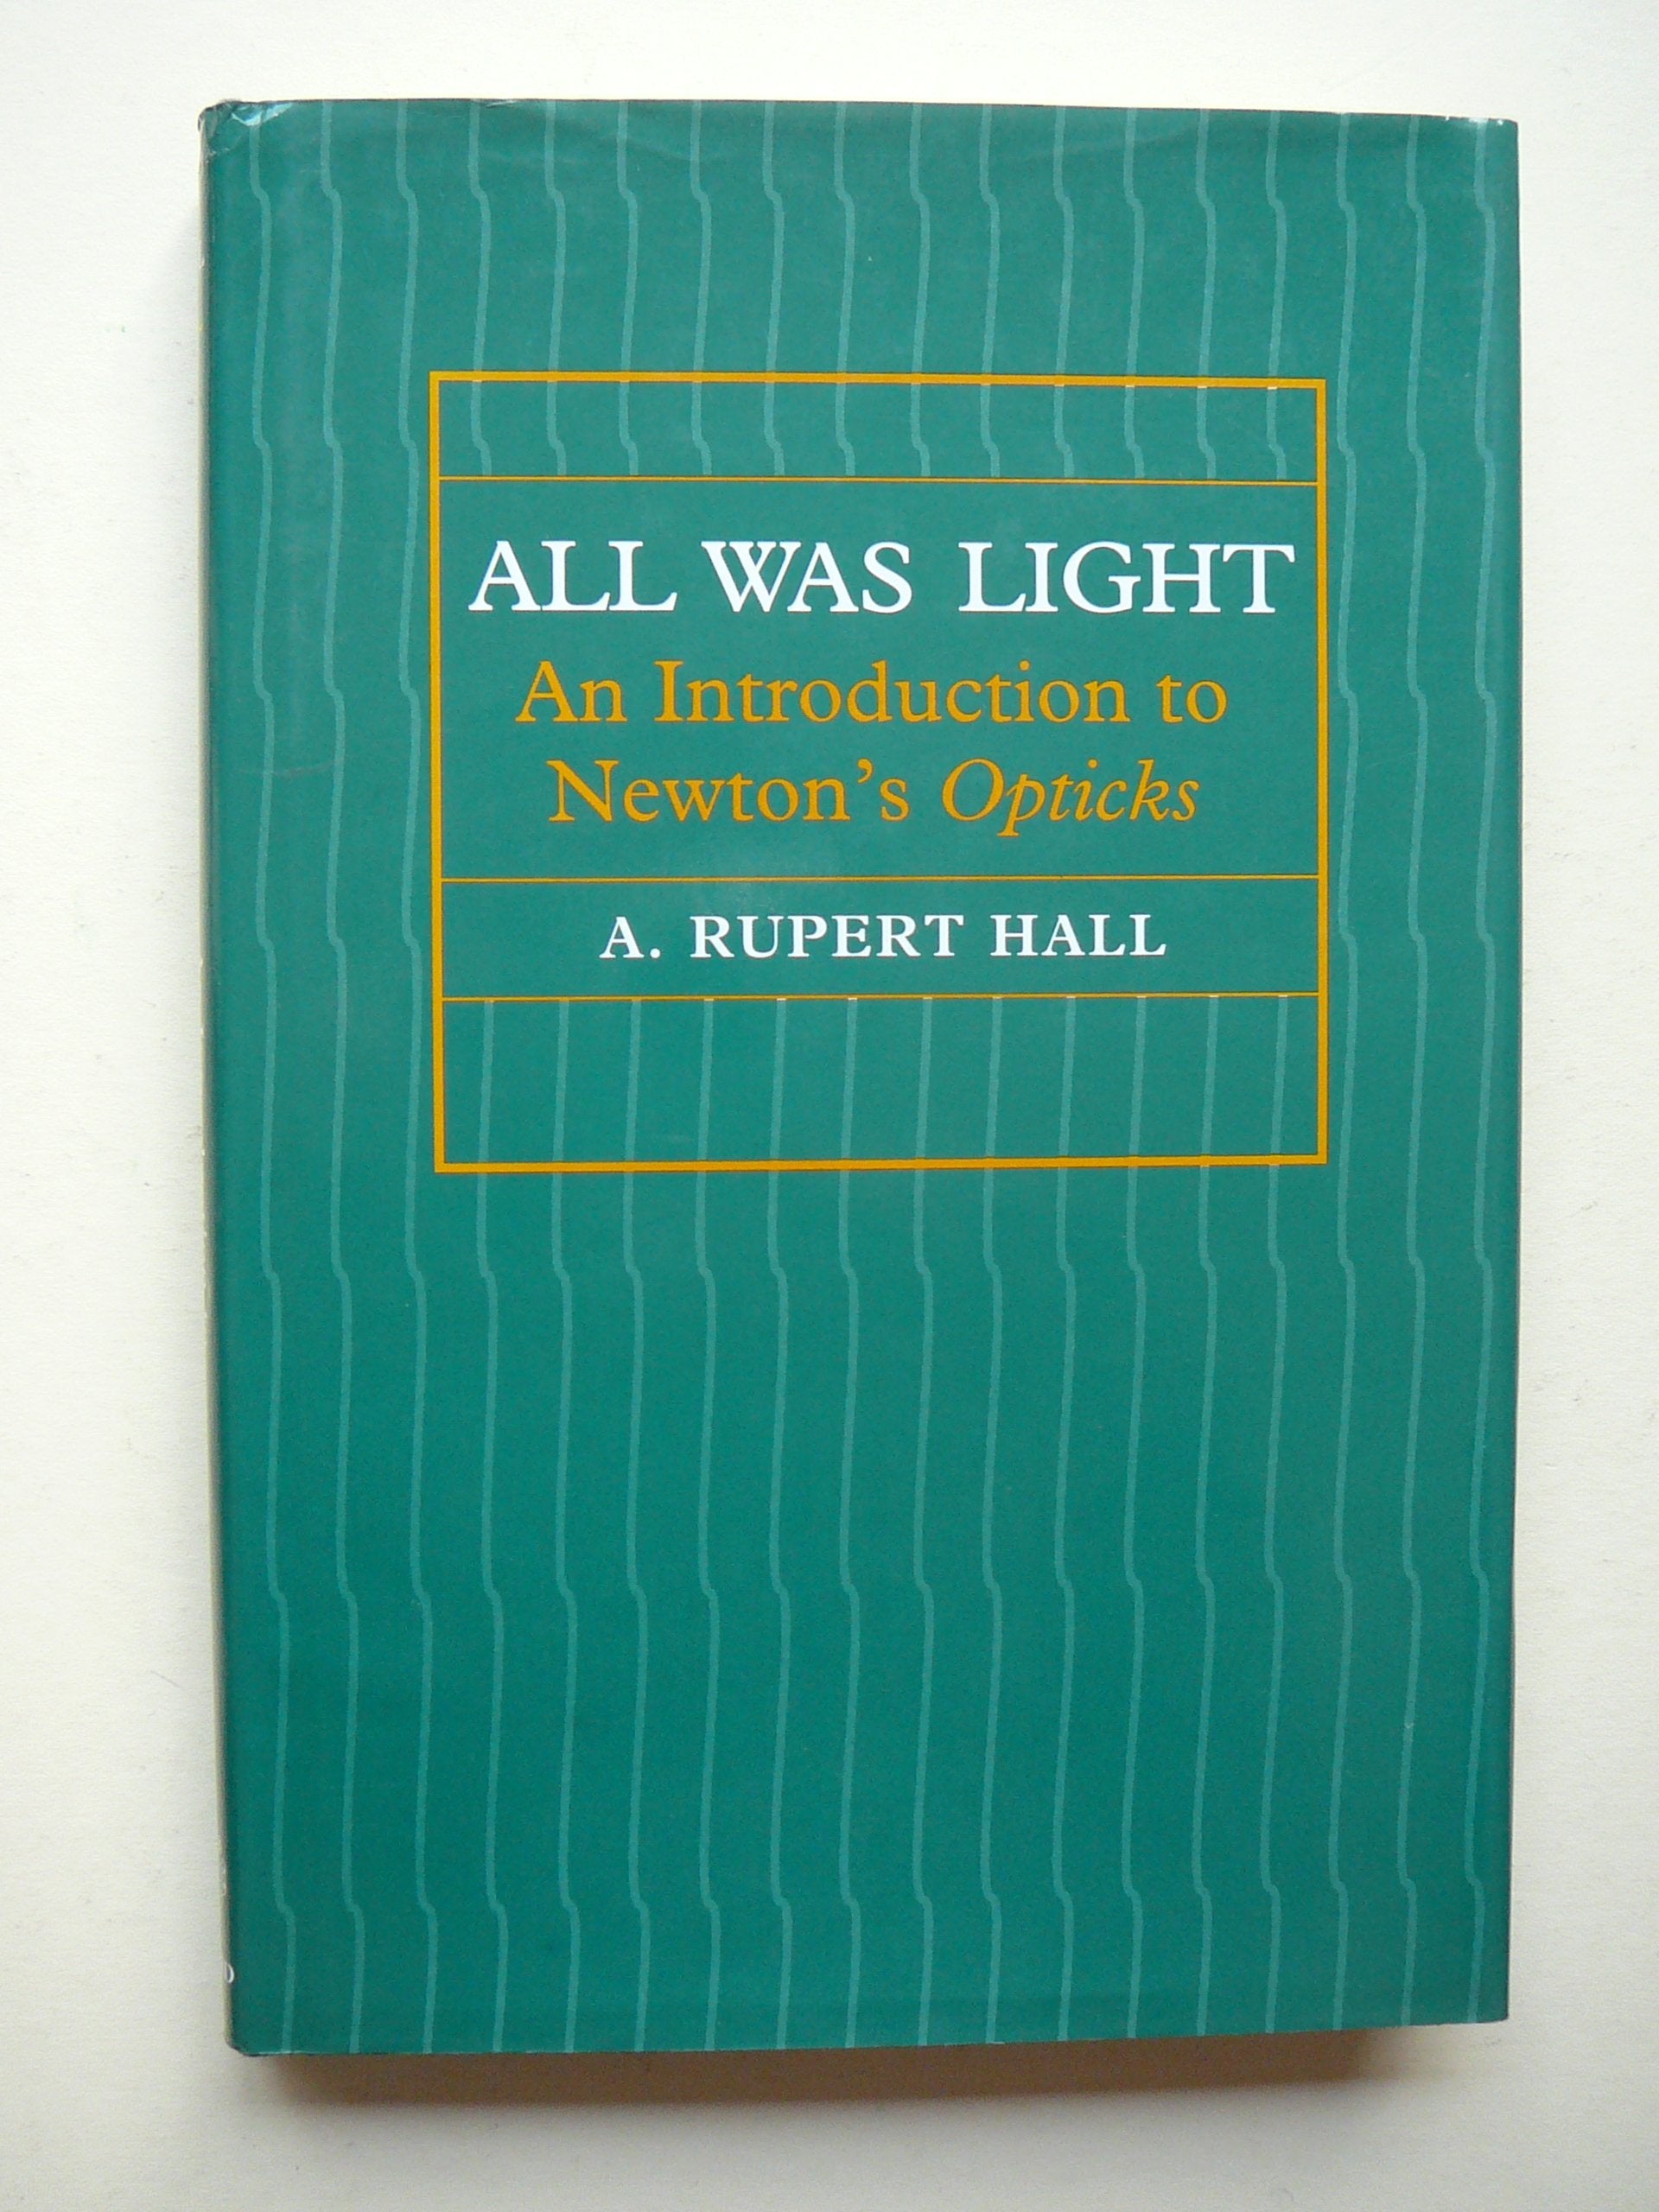 ALL WAS LIGHT
An Introduction to
Newton's Opticks
A. RUPERT HALL